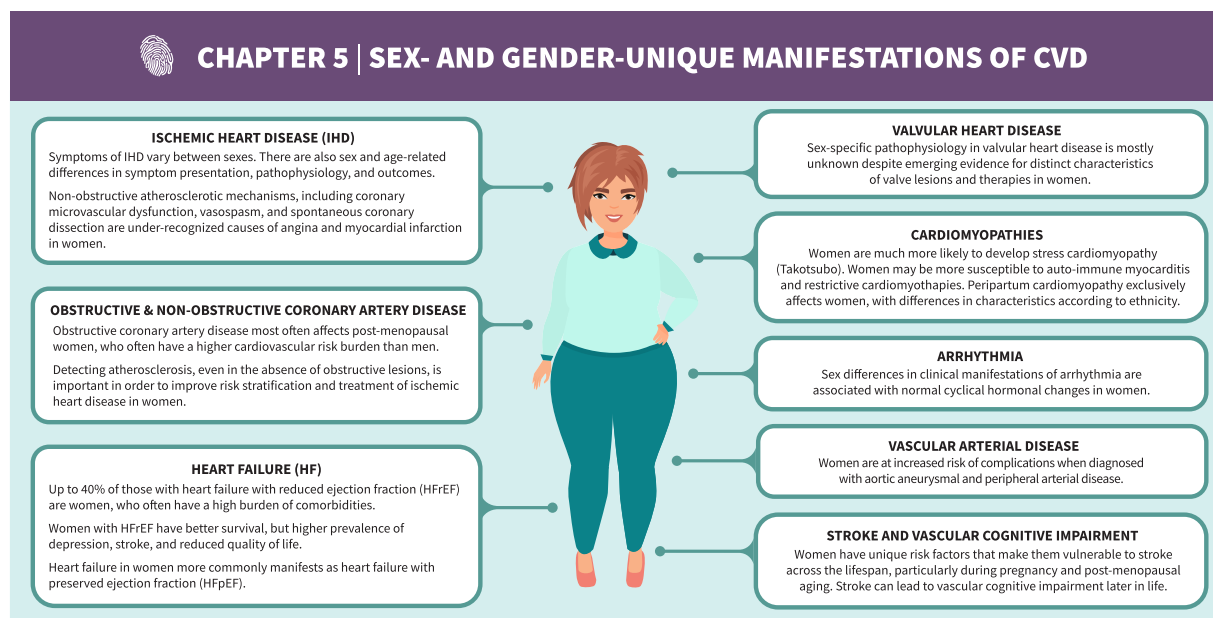 CHAPTER 5 | SEX- AND GENDER-UNIQUE MANIFESTATIONS OF CVD
ISCHEMIC HEART DISEASE (IHD)
Symptoms of IHD vary between sexes. There are also sex and age-related
differences in symptom presentation, pathophysiology, and outcomes.
Non-obstructive atherosclerotic mechanisms, including coronary
microvascular dysfunction, vasospasm, and spontaneous coronary
dissection are under-recognized causes of angina and myocardial infarction
in women.
OBSTRUCTIVE & NON-OBSTRUCTIVE CORONARY ARTERY DISEASE
Obstructive coronary artery disease most often affects post-menopausal
women, who often have a higher cardiovascular risk burden than men.
Detecting atherosclerosis, even in the absence of obstructive lesions, is
important in order to improve risk stratification and treatment of ischemic
heart disease in women.
HEART FAILURE (HF)
Up to 40% of those with heart failure with reduced ejection fraction (HFrEF)
are women, who often have a high burden of comorbidities.
Women with HFrEF have better survival, but higher prevalence of
depression, stroke, and reduced quality of life.
Heart failure in women more commonly manifests as heart failure with
preserved ejection fraction (HFpEF).
VALVULAR HEART DISEASE
Sex-specific pathophysiology in valvular heart disease is mostly
unknown despite emerging evidence for distinct characteristics
of valve lesions and therapies in women.
CARDIOMYOPATHIES
Women are much more likely to develop stress cardiomyopathy
(Takotsubo). Women may be more susceptible to auto-immune myocarditis
and restrictive cardiomyothapies. Peripartum cardiomyopathy exclusively
affects women, with differences in characteristics according to ethnicity.
ARRHYTHMIA
Sex differences in clinical manifestations of arrhythmia are
associated with normal cyclical hormonal changes in women.
VASCULAR ARTERIAL DISEASE
Women are at increased risk of complications when diagnosed
with aortic aneurysmal and peripheral arterial disease.
STROKE AND VASCULAR COGNITIVE IMPAIRMENT
Women have unique risk factors that make them vulnerable to stroke
across the lifespan, particularly during pregnancy and post-menopausal
aging. Stroke can lead to vascular cognitive impairment later in life.